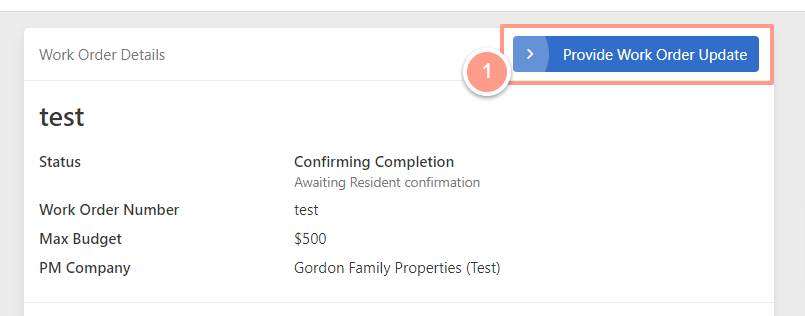 Work Order Details
1
Provide Work Order Update
test
Status Confirming Completion
Awaiting Resident confirmation
Work Order Number test
Max Budget $500
PM Company Gordon Family Properties (Test)